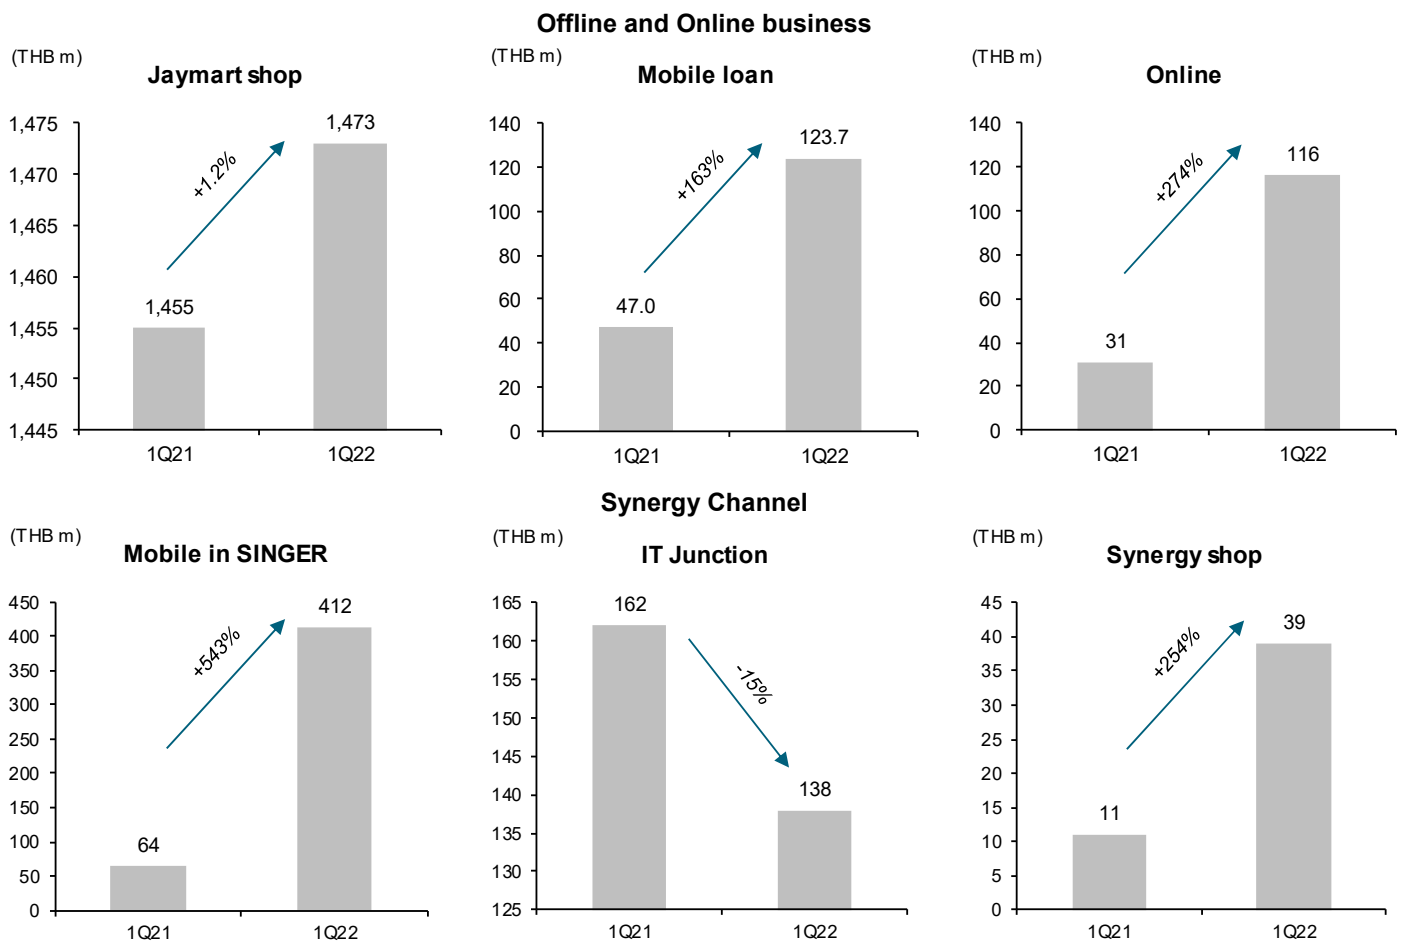 Offline and Online business
(THB m)
Jaymart shop
1,475
1,470
1,465
1,460
1,455
1,450
1,445
1,455
1,473
+1.2%
1Q21
1Q22
(THB m)
Mobile loan
140
120
100
80
60
40
20
0
47.0
123.7
+163%
1Q21
1Q22
(THB m)
Online
140
120
100
80
60
40
20
0
31
116
+274%
1Q21
1Q22
Synergy Channel
(THB m)
Mobile in SINGER
450
400
350
300
250
200
150
100
50
0
64
412
+543%
1Q21
1Q22
(THB m)
IT Junction
165
160
155
150
145
140
135
130
125
162
138
-15%
1Q21
1Q22
(THB m)
Synergy shop
45
40
35
30
25
20
15
10
5
0
11
39
+254%
1Q21
1Q22